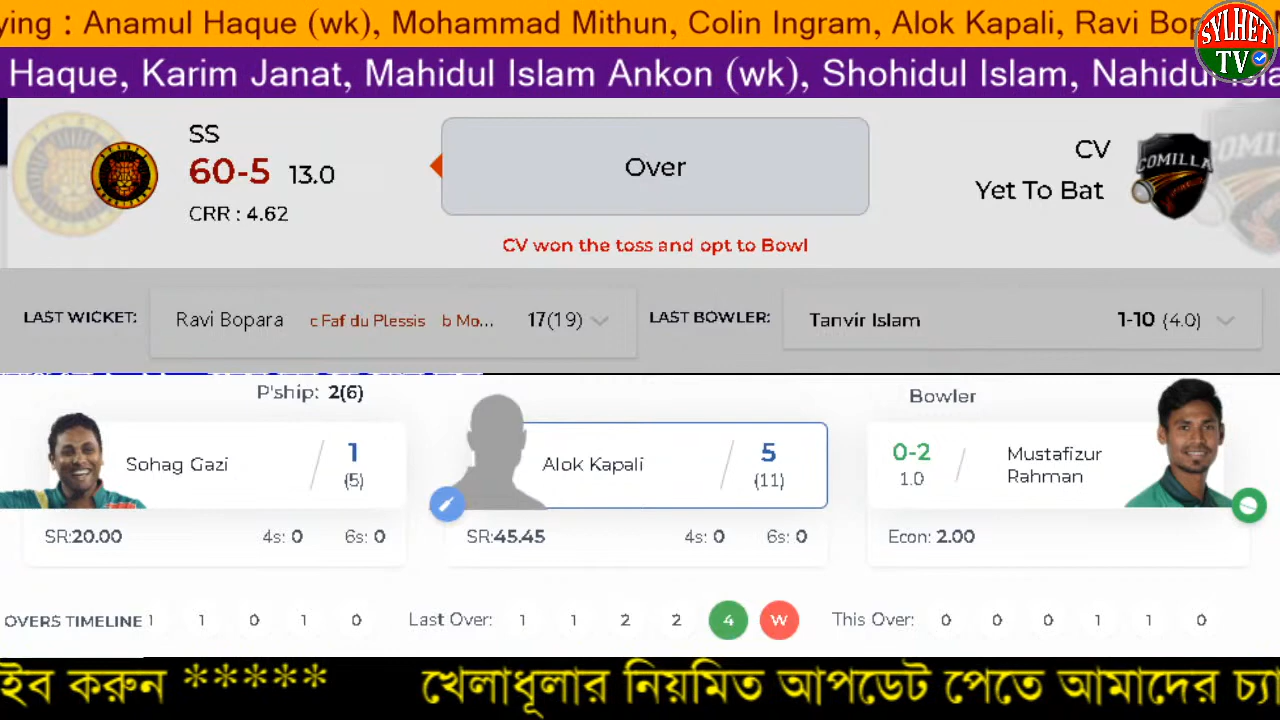 ying : Anamul Haque (wk), Mohammad Mithun, Colin Ingram, Alok Kapali, Ravi Bop
SYLHET TV
Haque, Karim Janat, Mahidul Islam Ankon (wk), Shohidul Islam, Nahidul Isla
SS
60-5 13.0
CRR : 4.62
Over
CV won the toss and opt to Bowl
CV
Yet To Bat
COMILLA
LAST WICKET: Ravi Bopara c Faf du Plessis b Mo... 17(19) LAST BOWLER: Tanvir Islam 1-10 (4.0)
P'ship: 2(6)
Bowler
Sohag Gazi 1 (5)
Alok Kapali 5 (11)
0-2 1.0 Mustafizur Rahman
SR:20.00 4s: 0 6s: 0
SR:45.45 4s: 0 6s: 0
Econ: 2.00
OVERS TIMELINE 1 1 0 1 0 Last Over: 1 1 2 2 4 W This Over: 0 0 0 1 1 0
ইব করুন ***** খেলাধূলার নিয়মিত আপডেট পেতে আমাদের চ্যা